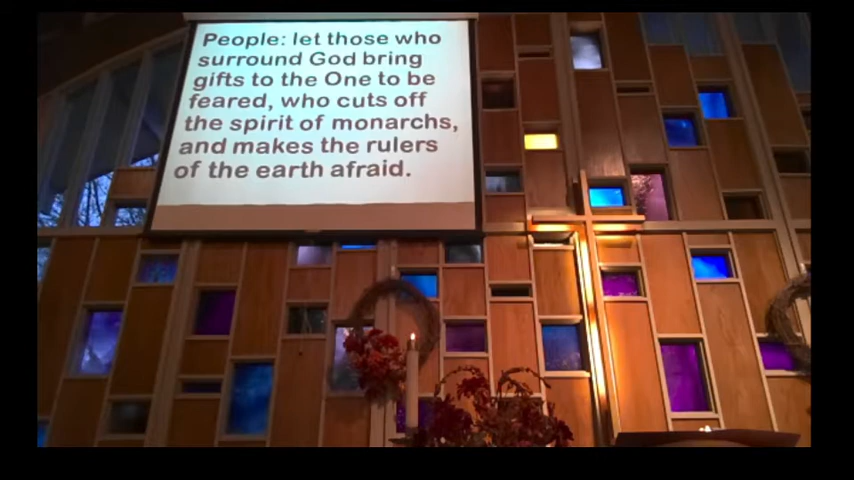 People: let those who
surround God bring
gifts to the One to be
feared, who cuts off
the spirit of monarchs,
and makes the rulers
of the earth afraid.